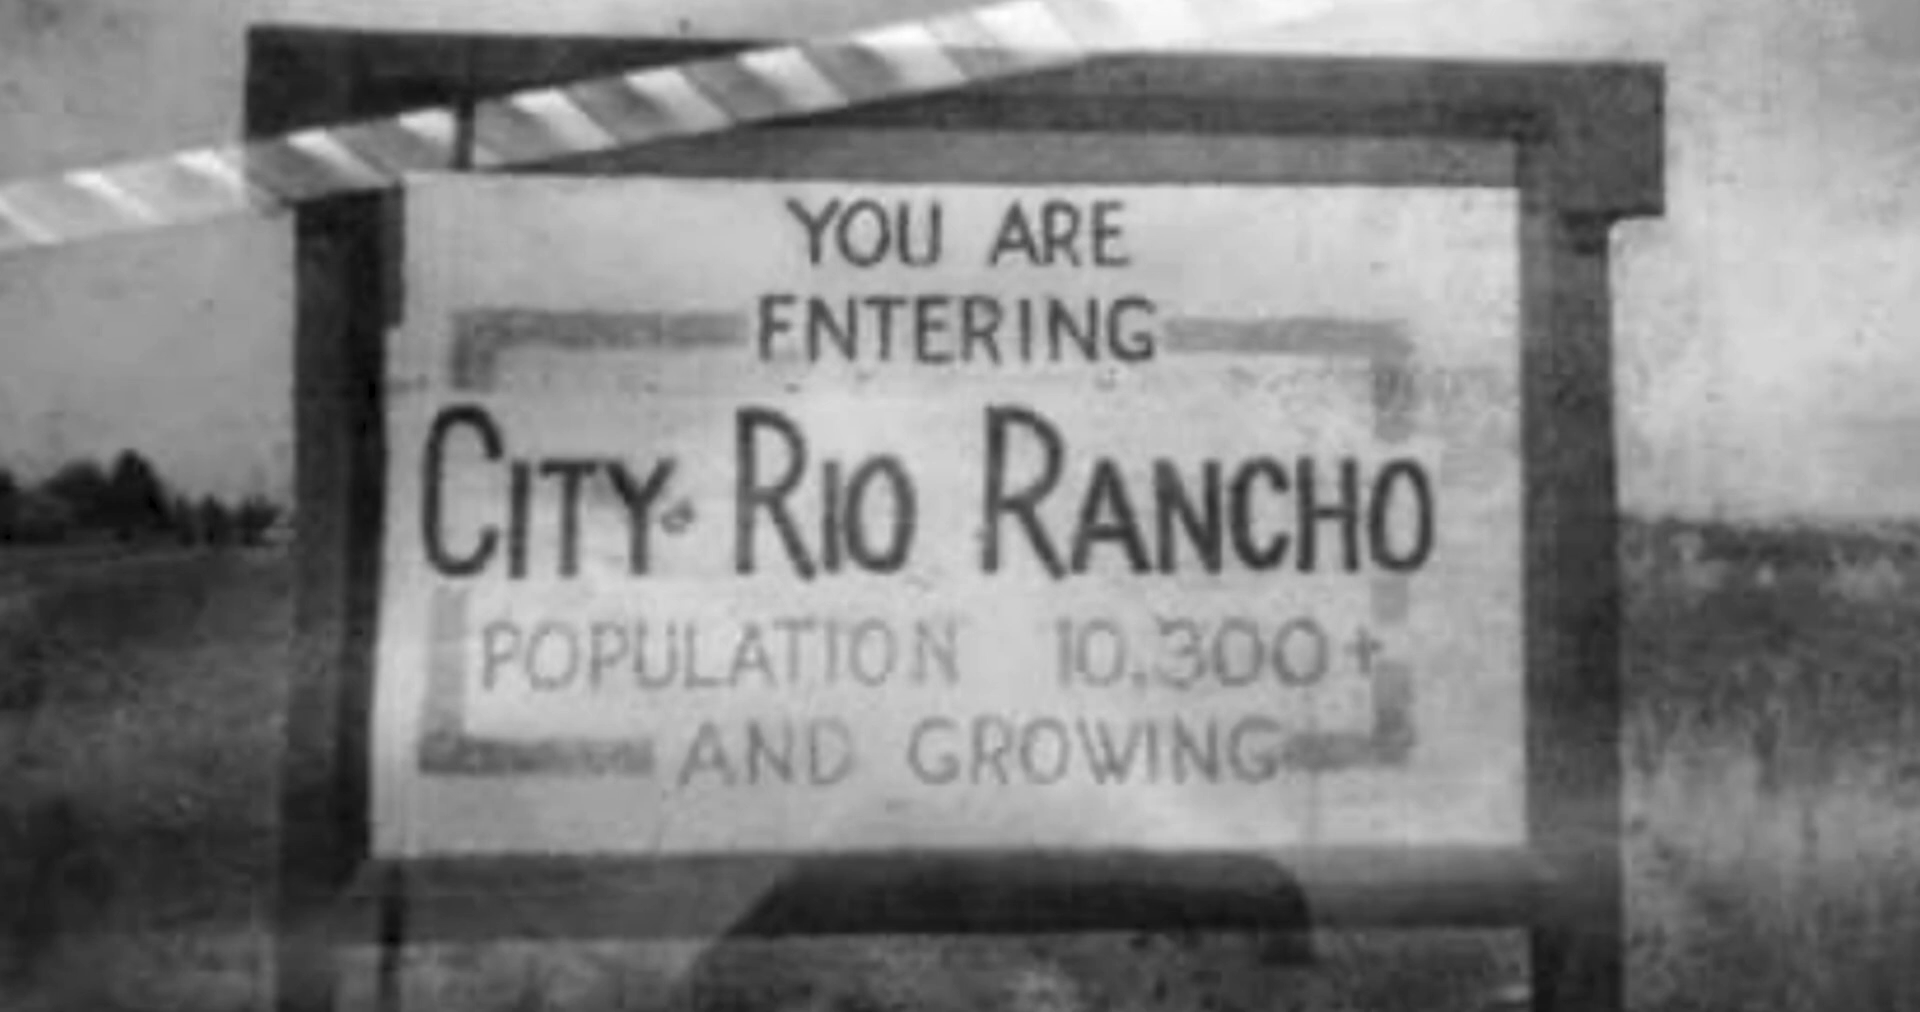 YOU ARE
ENTERING
CITY o RIO RANCHO
POPULATION 10,300+
AND GROWING